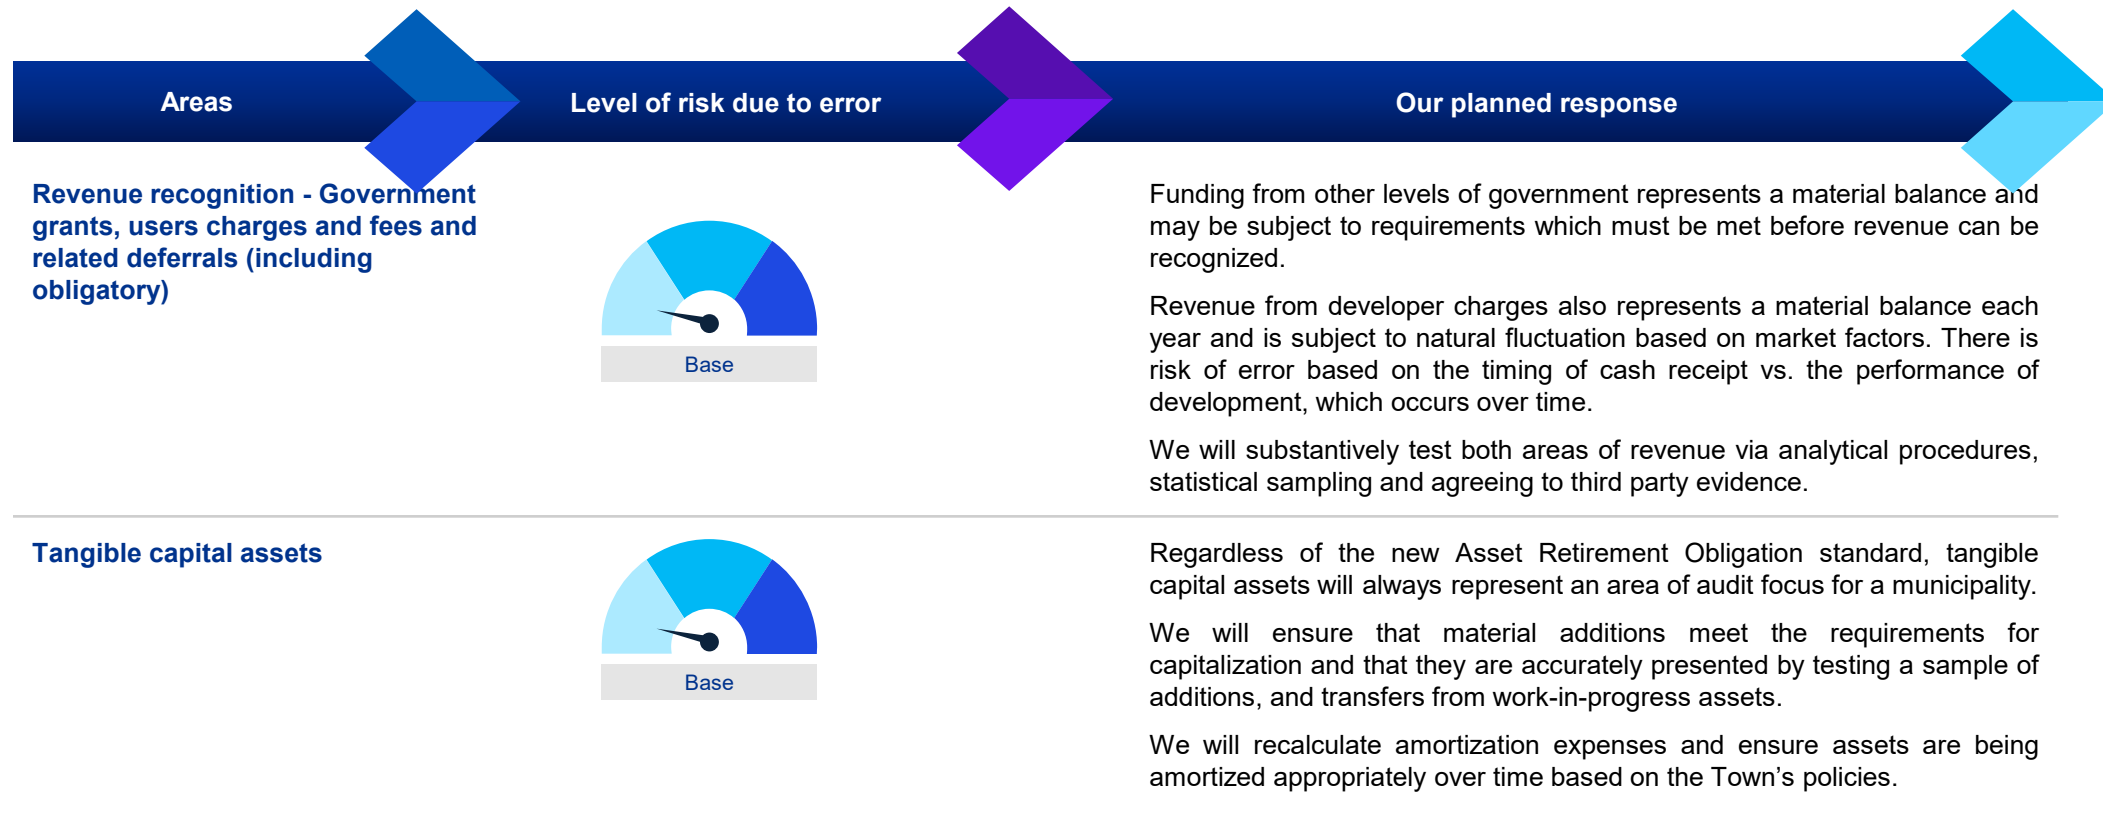 Areas
Level of risk due to error
Our planned response
Revenue recognition - Government
grants, users charges and fees and
related deferrals (including
obligatory)
Base
Funding from other levels of government represents a material balance and
may be subject to requirements which must be met before revenue can be
recognized.
Revenue from developer charges also represents a material balance each
year and is subject to natural fluctuation based on market factors. There is
risk of error based on the timing of cash receipt vs. the performance of
development, which occurs over time.
We will substantively test both areas of revenue via analytical procedures,
statistical sampling and agreeing to third party evidence.
Tangible capital assets
Base
Regardless of the new Asset Retirement Obligation standard, tangible
capital assets will always represent an area of audit focus for a municipality.
We will ensure that material additions meet the requirements for
capitalization and that they are accurately presented by testing a sample of
additions, and transfers from work-in-progress assets.
We will recalculate amortization expenses and ensure assets are being
amortized appropriately over time based on the Town's policies.